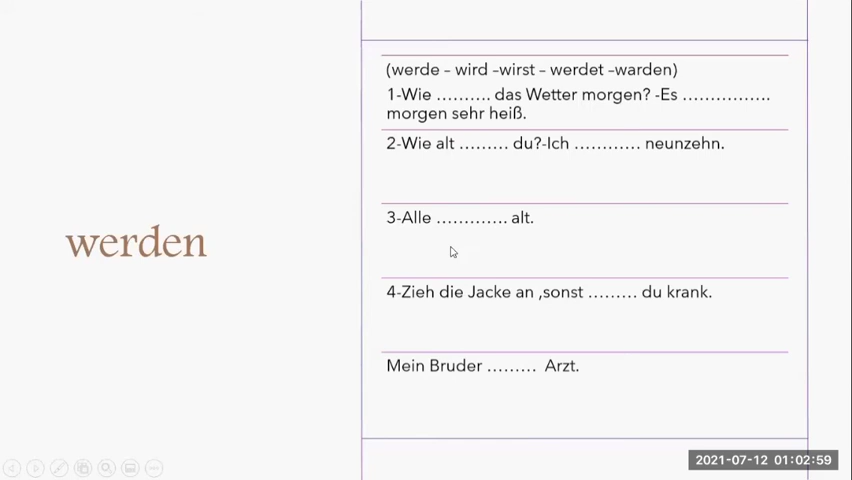 werden
(werde – wird –wirst – werdet –warden)
1-Wie ………. das Wetter morgen? -Es …………….
morgen sehr heiß.
2-Wie alt ……… du?-Ich ………… neunzehn.
3-Alle …………. alt.
4-Zieh die Jacke an ,sonst ……… du krank.
Mein Bruder ……… Arzt.
2021-07-12 01:02:59